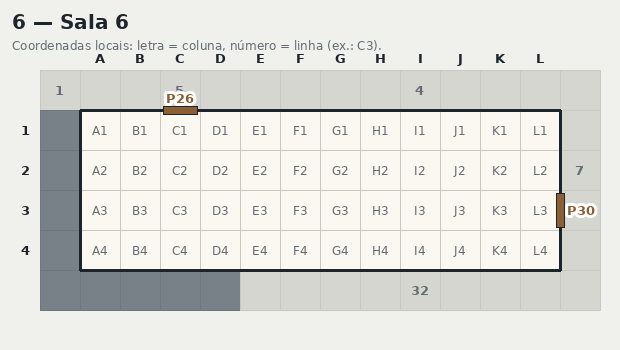 6 — Sala 6
Coordenadas locais: letra = coluna, número = linha (ex.: C3).
A B C D E F G H I J K L
1 5 4
P26
1 A1 B1 C1 D1 E1 F1 G1 H1 I1 J1 K1 L1
2 A2 B2 C2 D2 E2 F2 G2 H2 I2 J2 K2 L2 7
3 A3 B3 C3 D3 E3 F3 G3 H3 I3 J3 K3 L3 P30
4 A4 B4 C4 D4 E4 F4 G4 H4 I4 J4 K4 L4
32